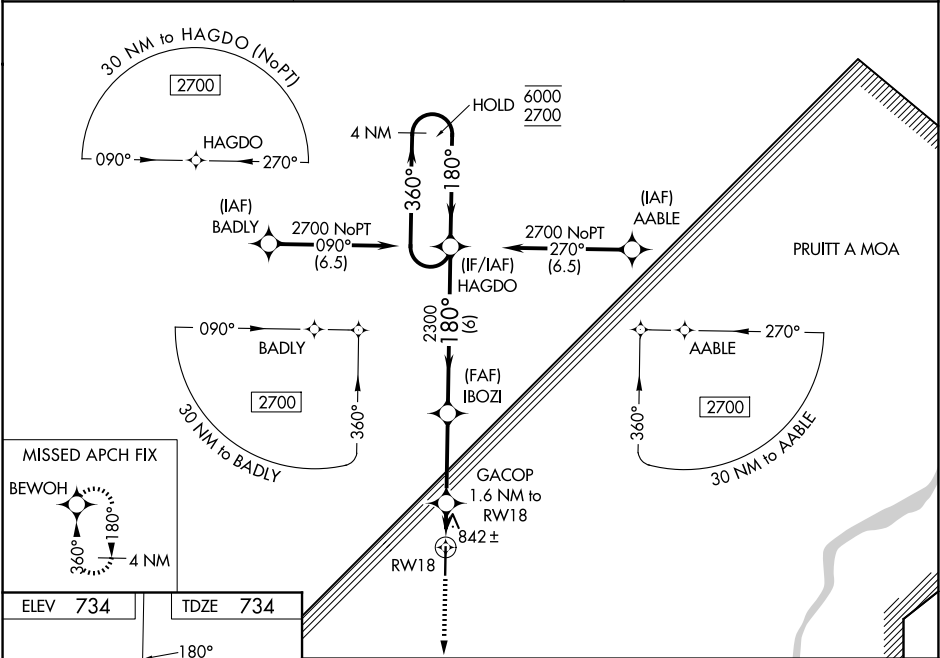 30 NM to HAGDO (NoPT)
2700
HAGDO
090°
270°
HOLD
6000
2700
4 NM
360°
180°
(IAF)
BADLY
2700 NoPT
090°
(6.5)
(IAF)
AABLE
2700 NoPT
270°
(6.5)
(IF/IAF)
HAGDO
PRUITT A MOA
2300
180°
(6)
090°
BADLY
2700
360°
30 NM to BADLY
270°
AABLE
2700
360°
30 NM to AABLE
(FAF)
IBOZI
GACOP
1.6 NM to
RW18
842 ±
RW18
MISSED APCH FIX
BEWOH
360°
180°
4 NM
ELEV 734
TDZE 734
180°